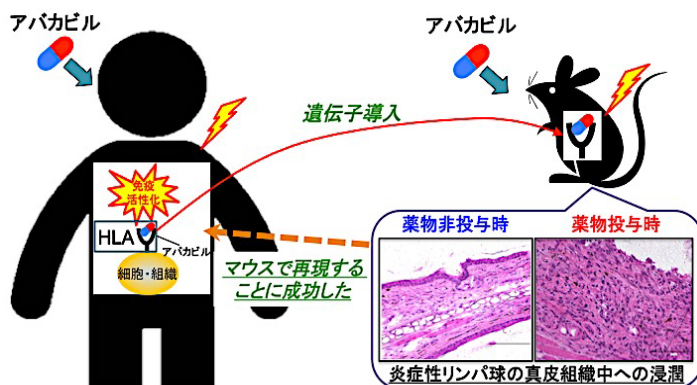 アバカビル
アバカビル
遺伝子導入
免疫
活性化
HLA
アバカビル
細胞・組織
マウスで再現する
ことに成功した
薬物非投与時
薬物投与時
炎症性リンパ球の真皮組織中への浸潤